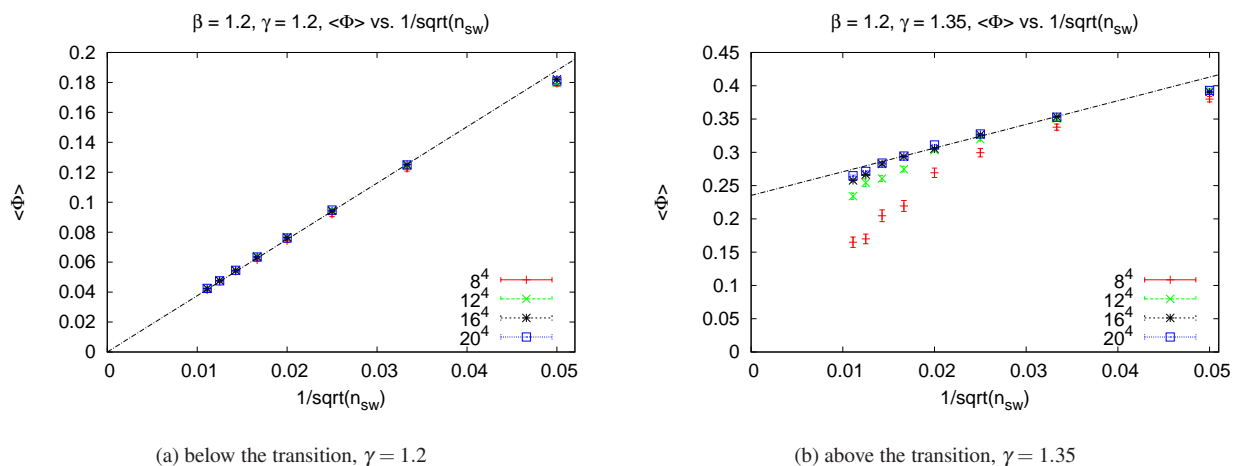 β = 1.2, γ = 1.2, <Φ> vs. 1/sqrt(n_sw)
<Φ>
0.2
0.18
0.16
0.14
0.12
0.1
0.08
0.06
0.04
0.02
0
0 0.01 0.02 0.03 0.04 0.05
1/sqrt(n_sw)
8^4
12^4
16^4
20^4
(a) below the transition, γ = 1.2
β = 1.2, γ = 1.35, <Φ> vs. 1/sqrt(n_sw)
<Φ>
0.45
0.4
0.35
0.3
0.25
0.2
0.15
0.1
0.05
0
0 0.01 0.02 0.03 0.04 0.05
1/sqrt(n_sw)
8^4
12^4
16^4
20^4
(b) above the transition, γ = 1.35